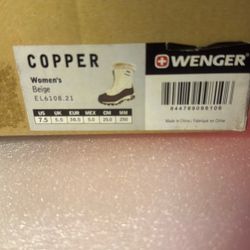 COPPER
WENGER
Women's
Beige
EL6108.21
US UK EUR MEX CM MM
7.5 5.5 38.5 5.0 25.0 250
Made in China / Fabriqué en Chine